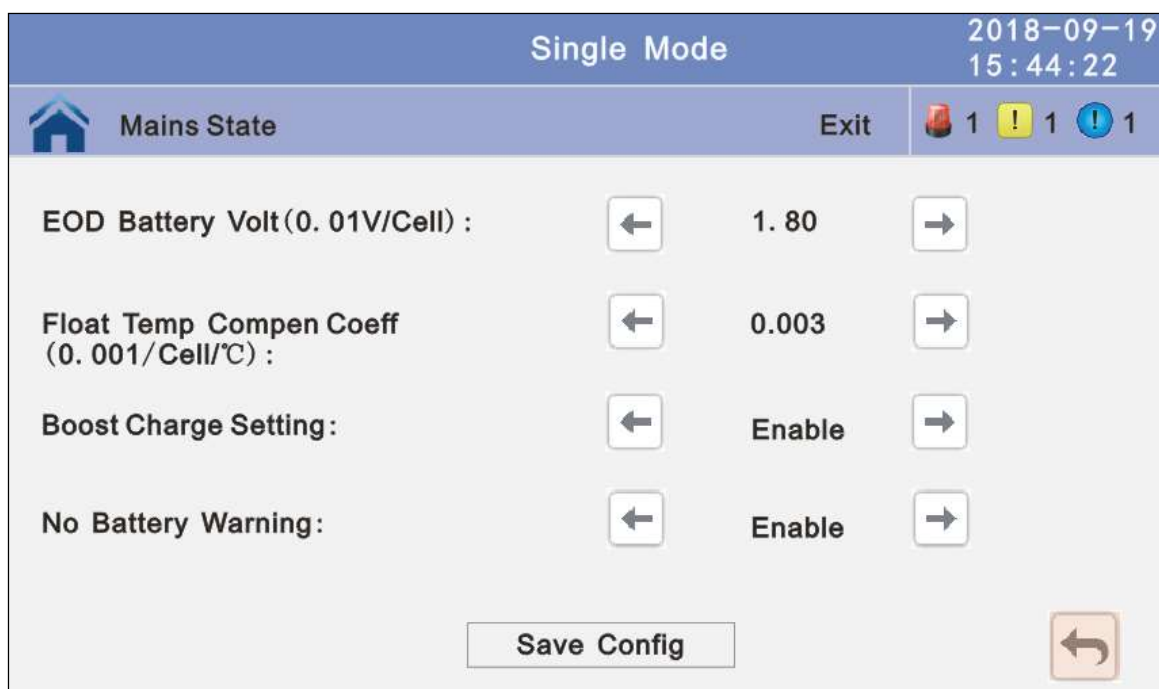 Single Mode
2018-09-19
15:44:22
Mains State Exit 1 ! 1 ! 1
EOD Battery Volt(0. 01V/Cell) : 1. 80
Float Temp Compen Coeff 0.003
(0. 001/Cell/℃) :
Boost Charge Setting: Enable
No Battery Warning: Enable
Save Config